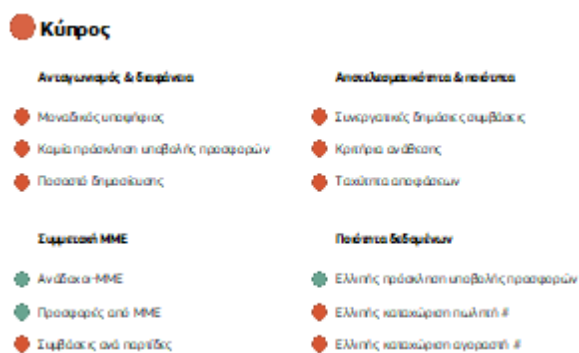 Κύπρος
Ανταγωνισμός & διαφάνεια
Μοναδικός υποψήφιος
Καμία πρόσκληση υποβολής προσφορών
Ποσοστό δημοσίευσης
Αποτελεσματικότητα & ποιότητα
Συνεργατικές δημόσιες συμβάσεις
Κριτήρια ανάθεσης
Ταχύτητα αποφάσεων
Συμμετοχή ΜΜΕ
Ανάδοχοι-ΜΜΕ
Προσφορές από ΜΜΕ
Συμβάσεις ανά παρτίδες
Ποιότητα δεδομένων
Ελλιπής πρόσκληση υποβολής προσφορών
Ελλιπής καταχώριση πωλητή #
Ελλιπής καταχώριση αγοραστή #